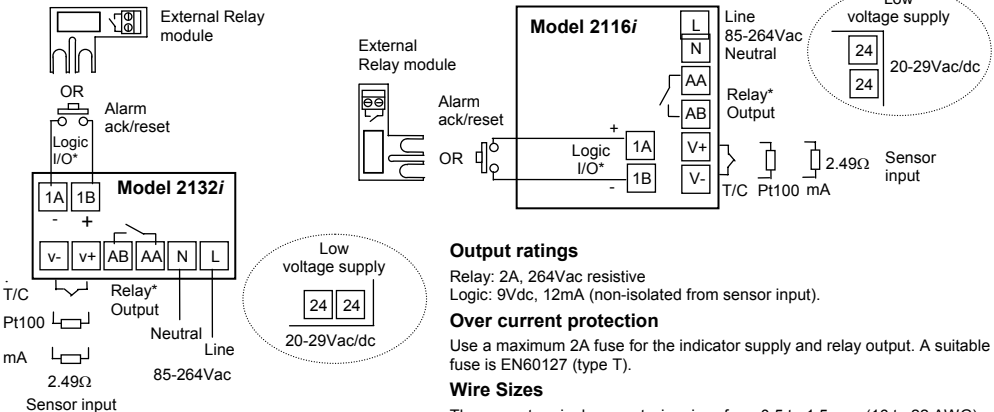 External Relay
module
OR
Alarm
ack/reset
Logic
I/O*
Model 2132i
1A 1B
- +
v- v+ AB AA N L
T/C
Pt100
mA
2.49Ω
Sensor input
Relay*
Output
Neutral
Line
85-264Vac
Low
voltage supply
24 24
20-29Vac/dc
External
Relay module
OR
Alarm
ack/reset
Model 2116i
Logic
I/O*
+
-
1A
1B
L
N
AA
AB
V+
V-
Line
85-264Vac
Neutral
Relay*
Output
T/C Pt100 mA
2.49Ω
Sensor
input
Low
voltage supply
24
24
20-29Vac/dc
Output ratings
Relay: 2A, 264Vac resistive
Logic: 9Vdc, 12mA (non-isolated from sensor input).
Over current protection
Use a maximum 2A fuse for the indicator supply and relay output. A suitable
fuse is EN60127 (type T).
Wire Sizes